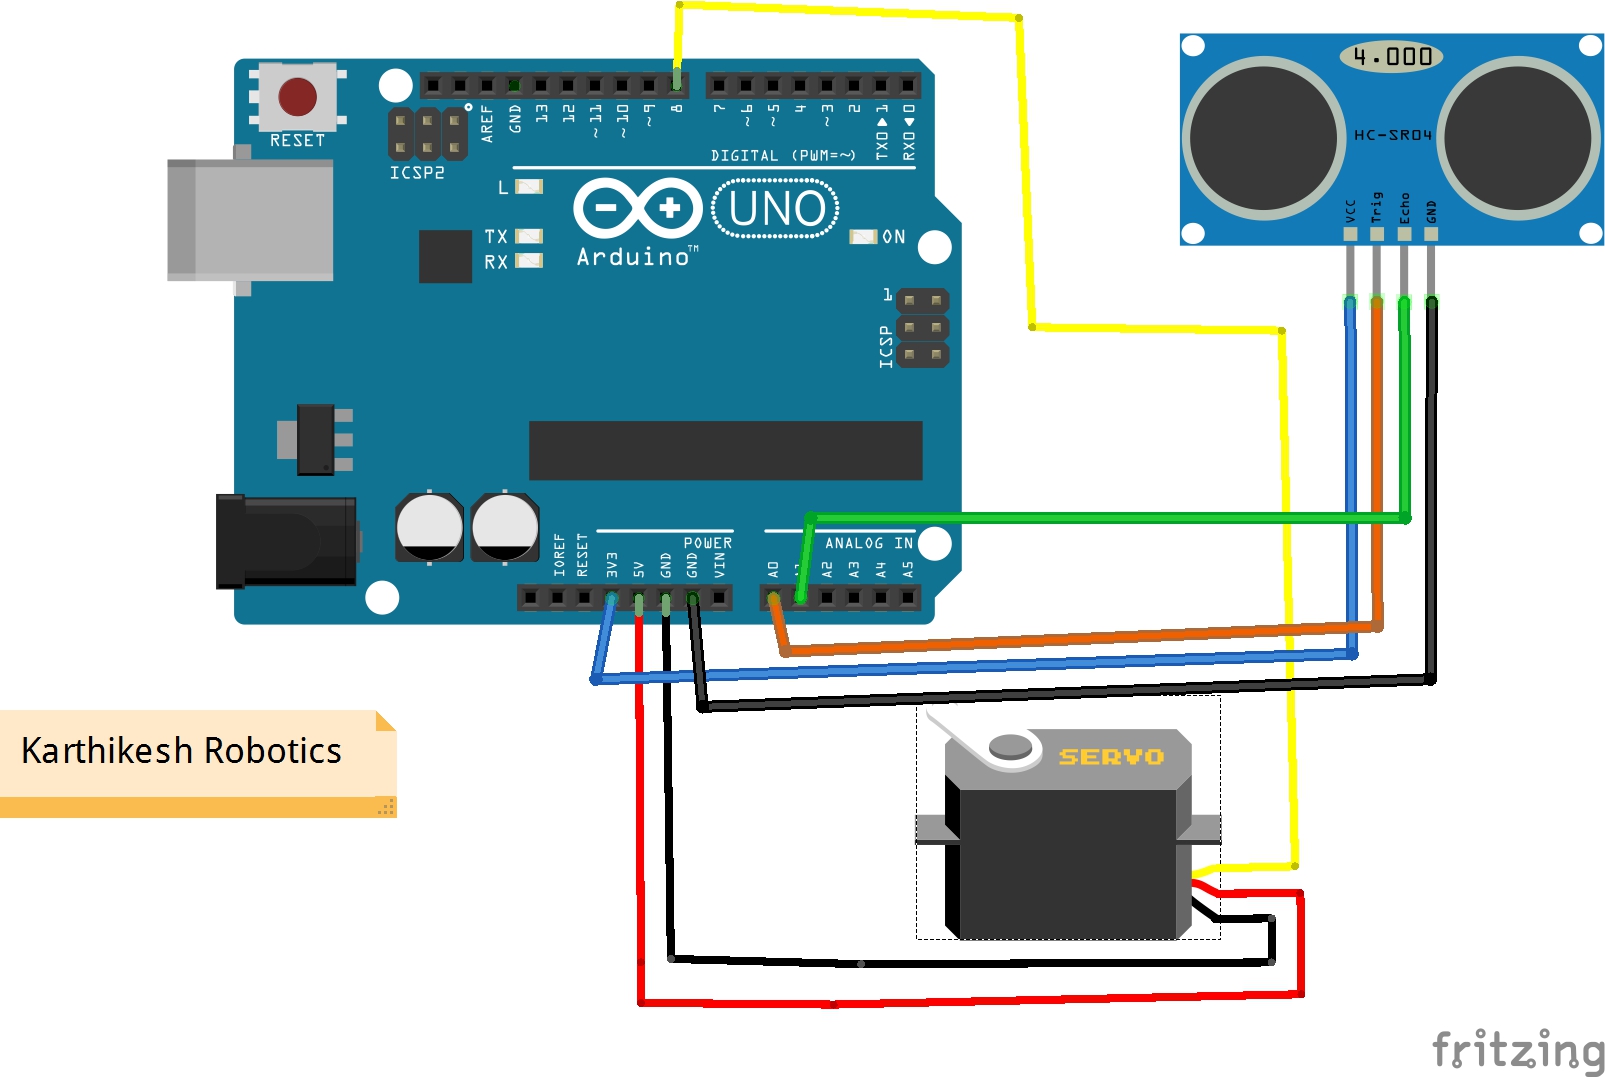 RESET
ICSP2
AREF
GND
13
12
~11
~10
~9
8
7
~6
~5
4
~3
2
TX0▶1
RX0◀0
DIGITAL (PWM=~)
L
TX
RX
Arduino™
UNO
ON
1
ICSP
4.000
HC-SR04
VCC
Trig
Echo
GND
POWER
ANALOG IN
IOREF
RESET
3V3
5V
GND
GND
VIN
A0
A2
A3
A4
A5
Karthikesh Robotics
SERVO
fritzing